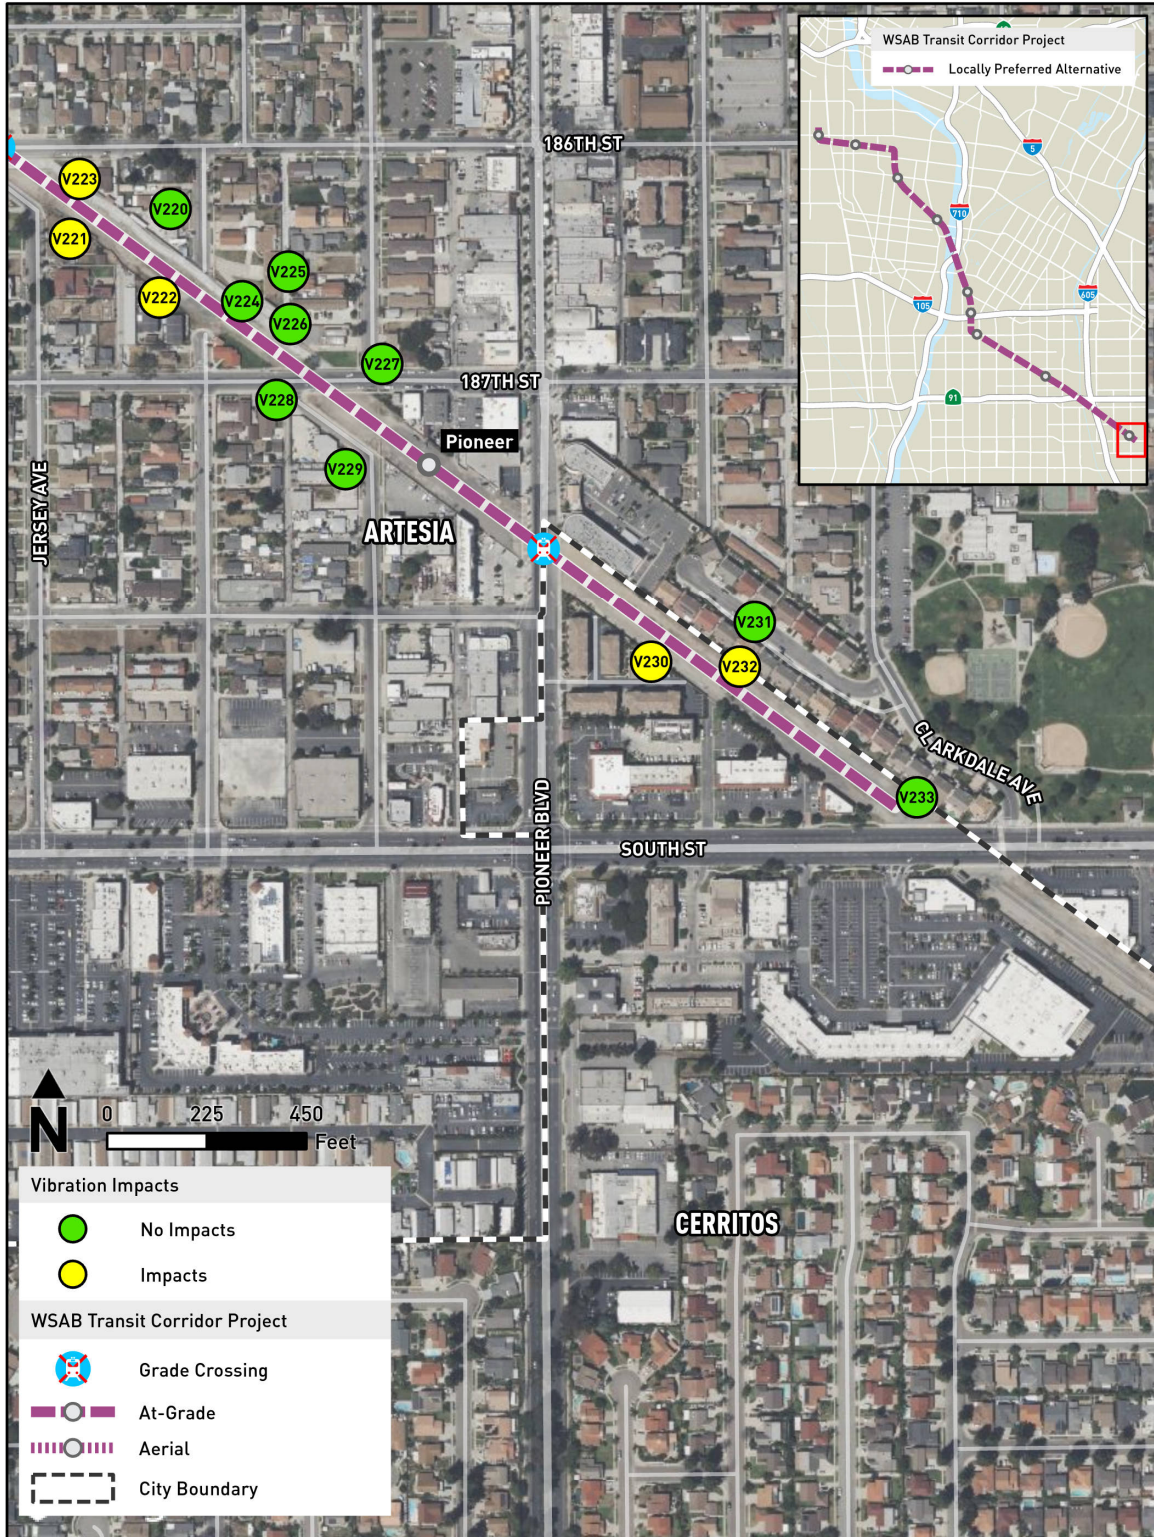 WSAB Transit Corridor Project
Locally Preferred Alternative
5
710
105
605
91
186TH ST
V223
V220
V221
V225
V222
V224
V226
V227
187TH ST
V228
Pioneer
V229
JERSEY AVE
ARTESIA
V231
V230
V232
CLARKDALE AVE
V233
PIONEER BLVD
SOUTH ST
N
0 225 450
Feet
CERRITOS
Vibration Impacts
No Impacts
Impacts
WSAB Transit Corridor Project
Grade Crossing
At-Grade
Aerial
City Boundary